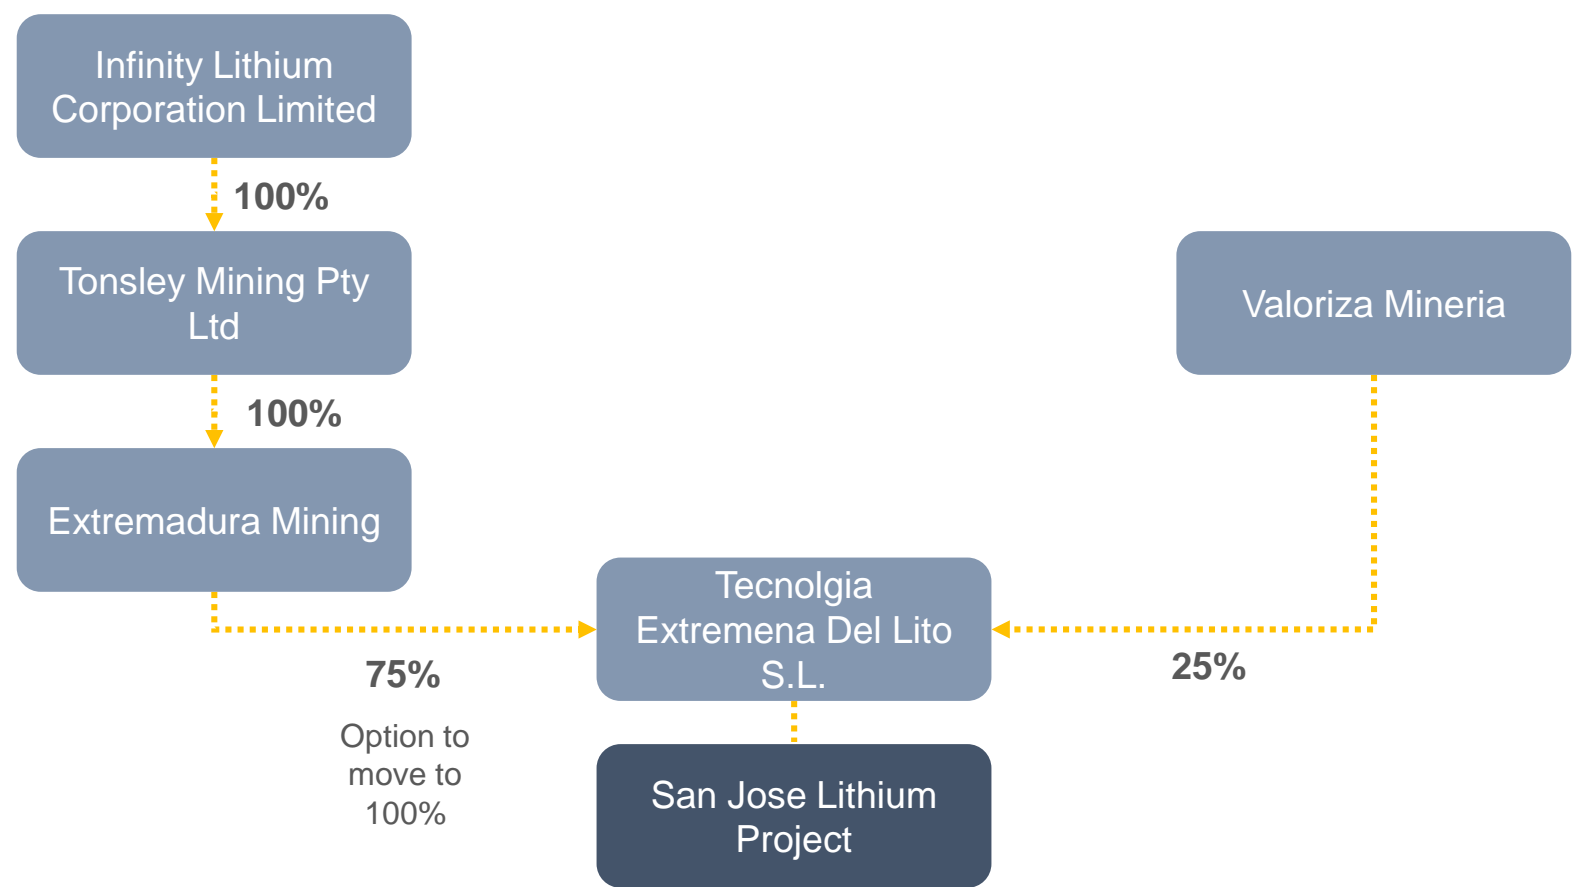 Infinity Lithium
Corporation Limited
100%
Tonsley Mining Pty
Ltd
Valoriza Mineria
100%
Extremadura Mining
Tecnolgia
Extremena Del Lito
S.L.
75%
25%
Option to
move to
100%
San Jose Lithium
Project